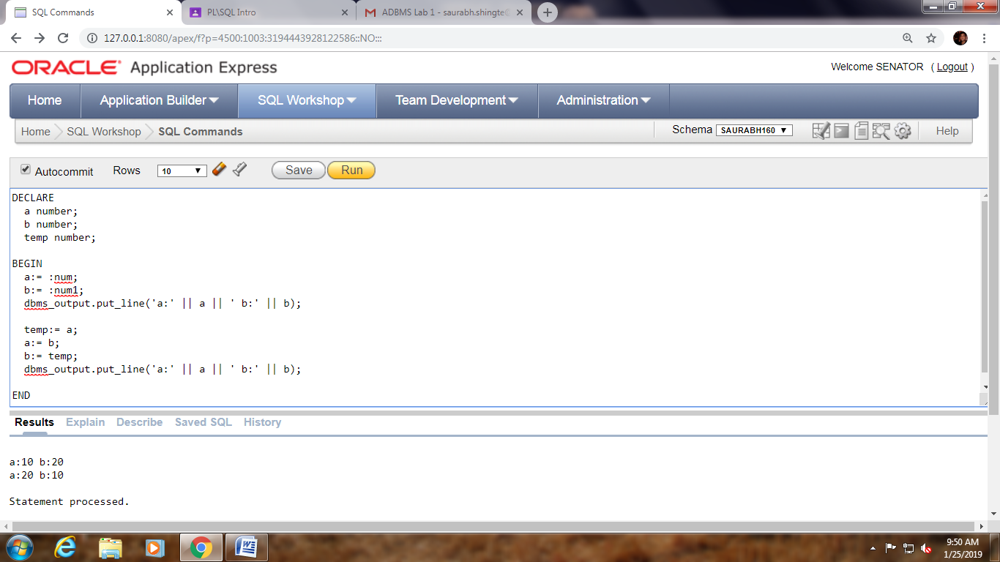 SQL Commands
PL\SQL Intro
ADBMS Lab 1 - saurabh.shingte
127.0.0.1:8080/apex/f?p=4500:1003:3194443928122586::NO:::
ORACLE Application Express
Welcome SENATOR ( Logout )
Home
Application Builder
SQL Workshop
Team Development
Administration
Home
SQL Workshop
SQL Commands
Schema
SAURABH160
Help
Autocommit
Rows
10
Save
Run
DECLARE
a number;
b number;
temp number;
BEGIN
a:= :num;
b:= :num1;
dbms_output.put_line('a:' || a || ' b:' || b);
temp:= a;
a:= b;
b:= temp;
dbms_output.put_line('a:' || a || ' b:' || b);
END
Results
Explain
Describe
Saved SQL
History
a:10 b:20
a:20 b:10
Statement processed.
9:50 AM
1/25/2019